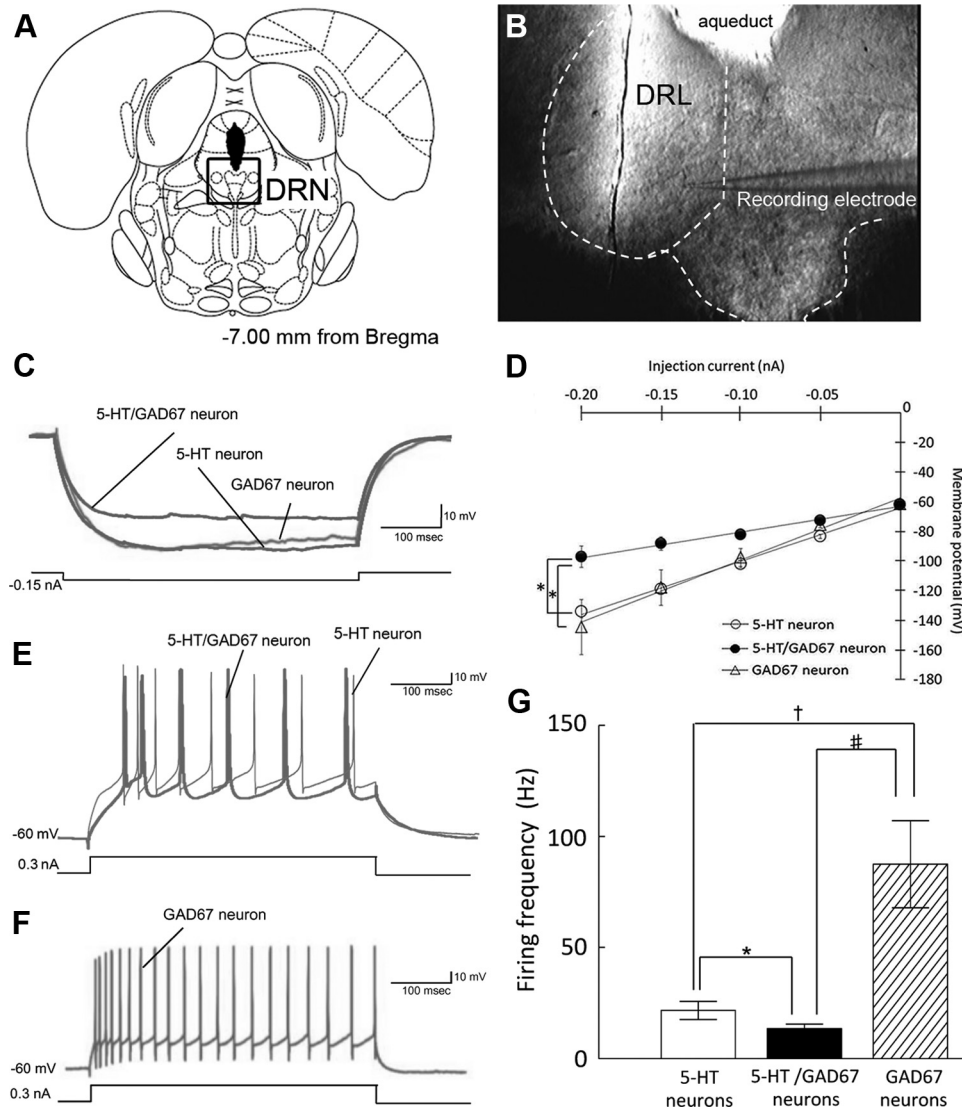 A
DRN
-7.00 mm from Bregma
B
aqueduct
DRL
Recording electrode
C
5-HT/GAD67 neuron
5-HT neuron
GAD67 neuron
10 mV
100 msec
-0.15 nA
D
Injection current (nA)
-0.20
-0.15
-0.10
-0.05
0
-20
-40
-60
-80
-100
-120
-140
-160
-180
Membrane potential(mV)
*
*
5-HT neuron
5-HT/GAD67 neuron
GAD67 neuron
E
5-HT/GAD67 neuron
5-HT neuron
10 mV
100 msec
-60 mV
0.3 nA
F
GAD67 neuron
10 mV
100 msec
-60 mV
0.3 nA
G
Firing frequency (Hz)
150
100
50
0
†
#
*
5-HT
neurons
5-HT /GAD67
neurons
GAD67
neurons